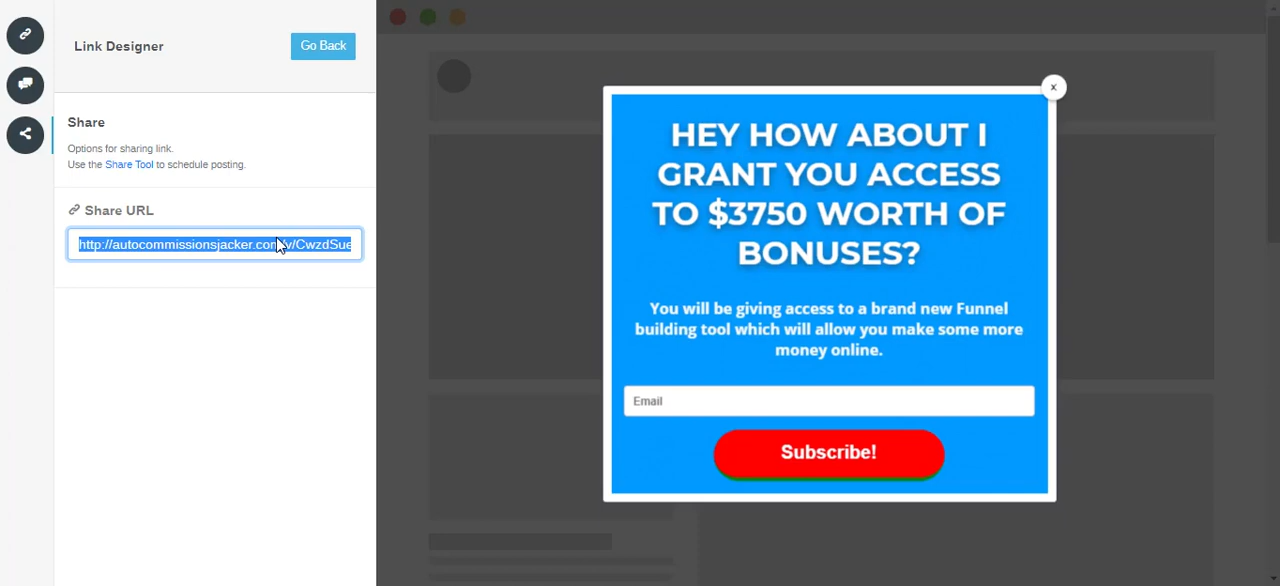 Link Designer
Go Back
Share
Options for sharing link.
Use the Share Tool to schedule posting.
Share URL
http://autocommissionsjacker.com/v/CwzdSue
x
HEY HOW ABOUT I
GRANT YOU ACCESS
TO $3750 WORTH OF
BONUSES?
You will be giving access to a brand new Funnel
building tool which will allow you make some more
money online.
Email
Subscribe!